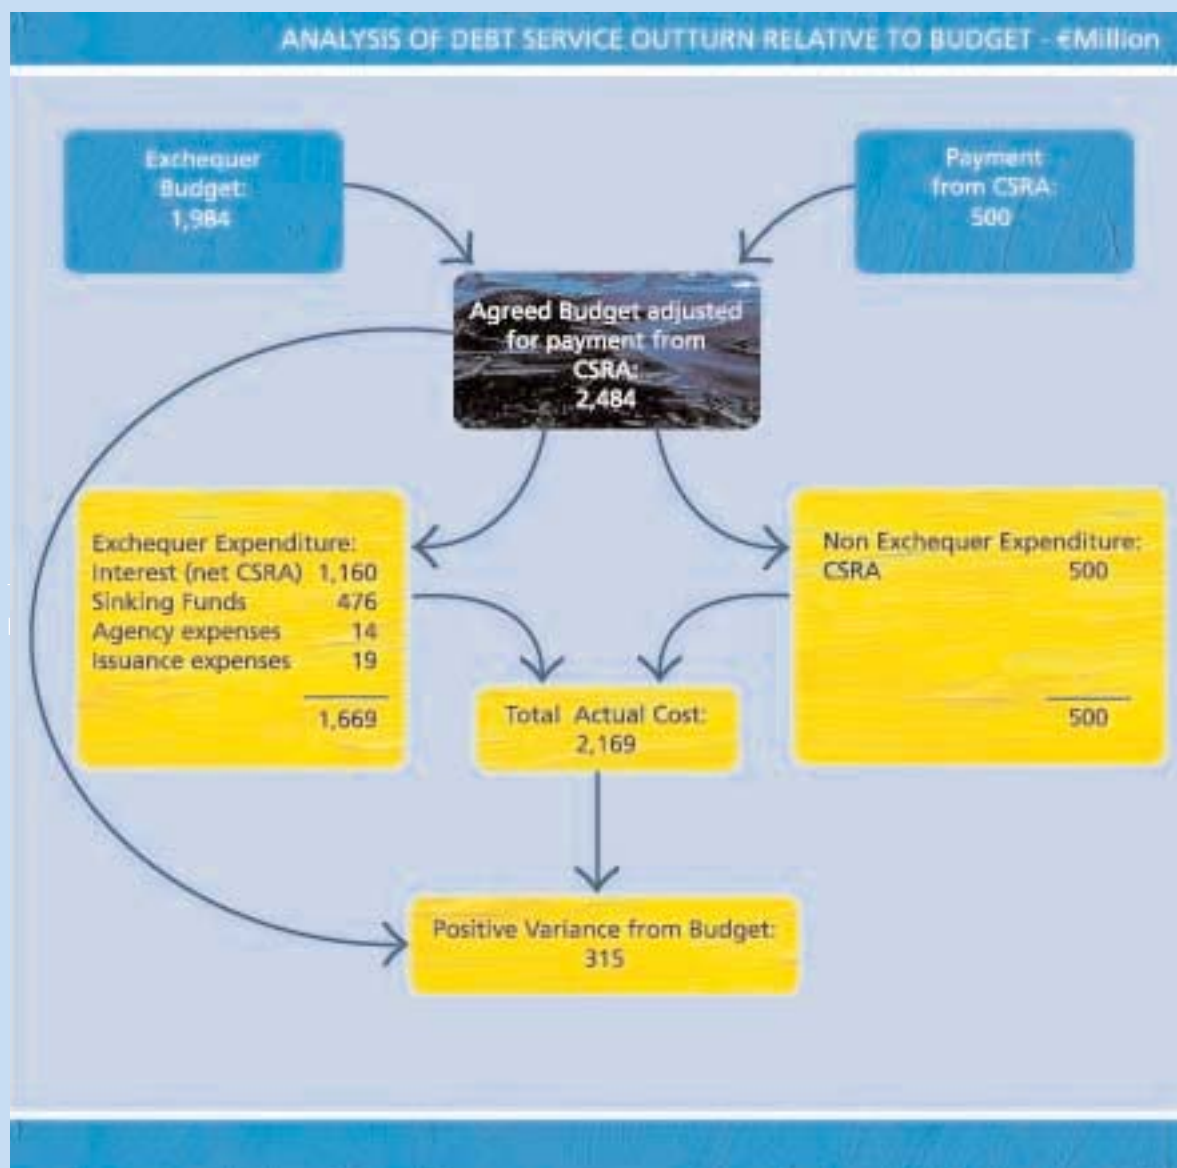 ANALYSIS OF DEBT SERVICE OUTTURN RELATIVE TO BUDGET - €Million
Exchequer
Budget:
1,984
Payment
from CSRA:
500
Agreed Budget adjusted
for payment from
CSRA:
2,484
Exchequer Expenditure:
Interest (net CSRA) 1,160
Sinking Funds 476
Agency expenses 14
Issuance expenses 19
1,669
Non Exchequer Expenditure:
CSRA 500
500
Total Actual Cost:
2,169
Positive Variance from Budget:
315